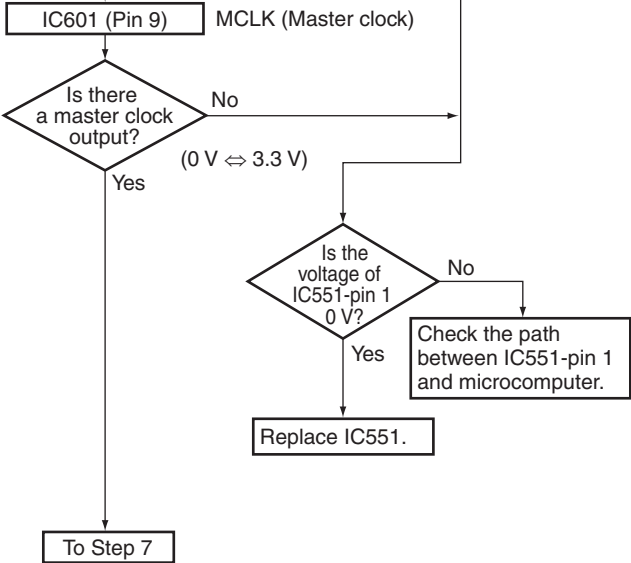 IC601 (Pin 9)
MCLK (Master clock)
Is there
a master clock
output?
No
(0 V ⇔ 3.3 V)
Yes
Is the
voltage of
IC551-pin 1
0 V?
No
Yes
Check the path
between IC551-pin 1
and microcomputer.
Replace IC551.
To Step 7